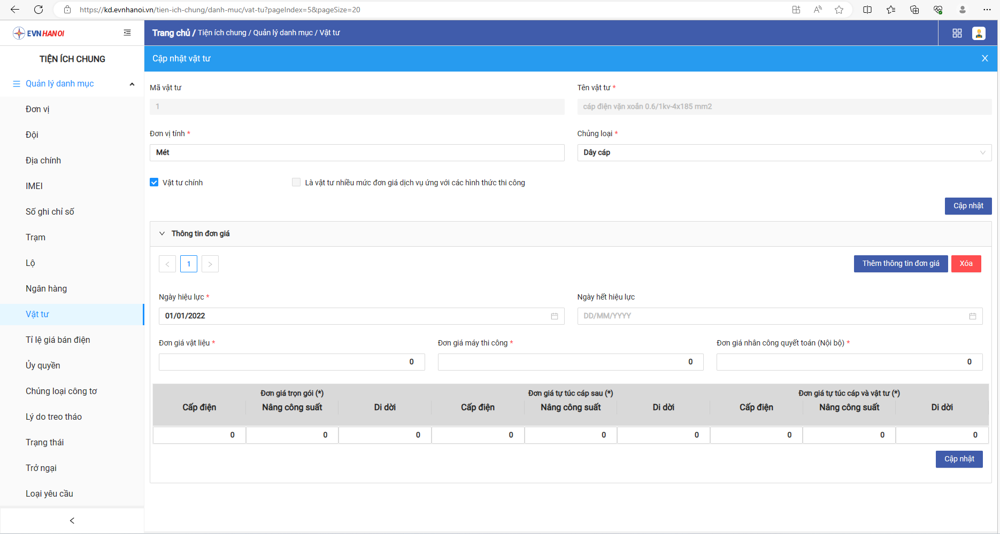 https://kd.evnhanoi.vn/tien-ich-chung/danh-muc/vat-tu?pageIndex=5&pageSize=20
EVNHANOI
Trang chủ / Tiện ích chung / Quản lý danh mục / Vật tư
TIỆN ÍCH CHUNG
Quản lý danh mục
Đơn vị
Đội
Địa chính
IMEI
Số ghi chỉ số
Trạm
Lộ
Ngân hàng
Vật tư
Tỉ lệ giá bán điện
Ủy quyền
Chủng loại công tơ
Lý do treo tháo
Trạng thái
Trở ngại
Loại yêu cầu
Cập nhật vật tư
X
Mã vật tư
Tên vật tư *
1
cáp điện vặn xoắn 0.6/1kv-4x185 mm2
Đơn vị tính *
Chủng loại *
Mét
Dây cáp
Vật tư chính
Là vật tư nhiều mức đơn giá dịch vụ ứng với các hình thức thi công
Cập nhật
Thông tin đơn giá
< 1 >
Thêm thông tin đơn giá
Xóa
Ngày hiệu lực *
Ngày hết hiệu lực
01/01/2022
DD/MM/YYYY
Đơn giá vật liệu *
Đơn giá máy thi công *
Đơn giá nhân công quyết toán (Nội bộ) *
0 0 0
Đơn giá trọn gói (*)
Đơn giá tự túc cáp sau (*)
Đơn giá tự túc cáp và vật tư (*)
Cấp điện Nâng công suất Di dời Cấp điện Nâng công suất Di dời Cấp điện Nâng công suất Di dời
0 0 0 0 0 0 0 0 0
Cập nhật